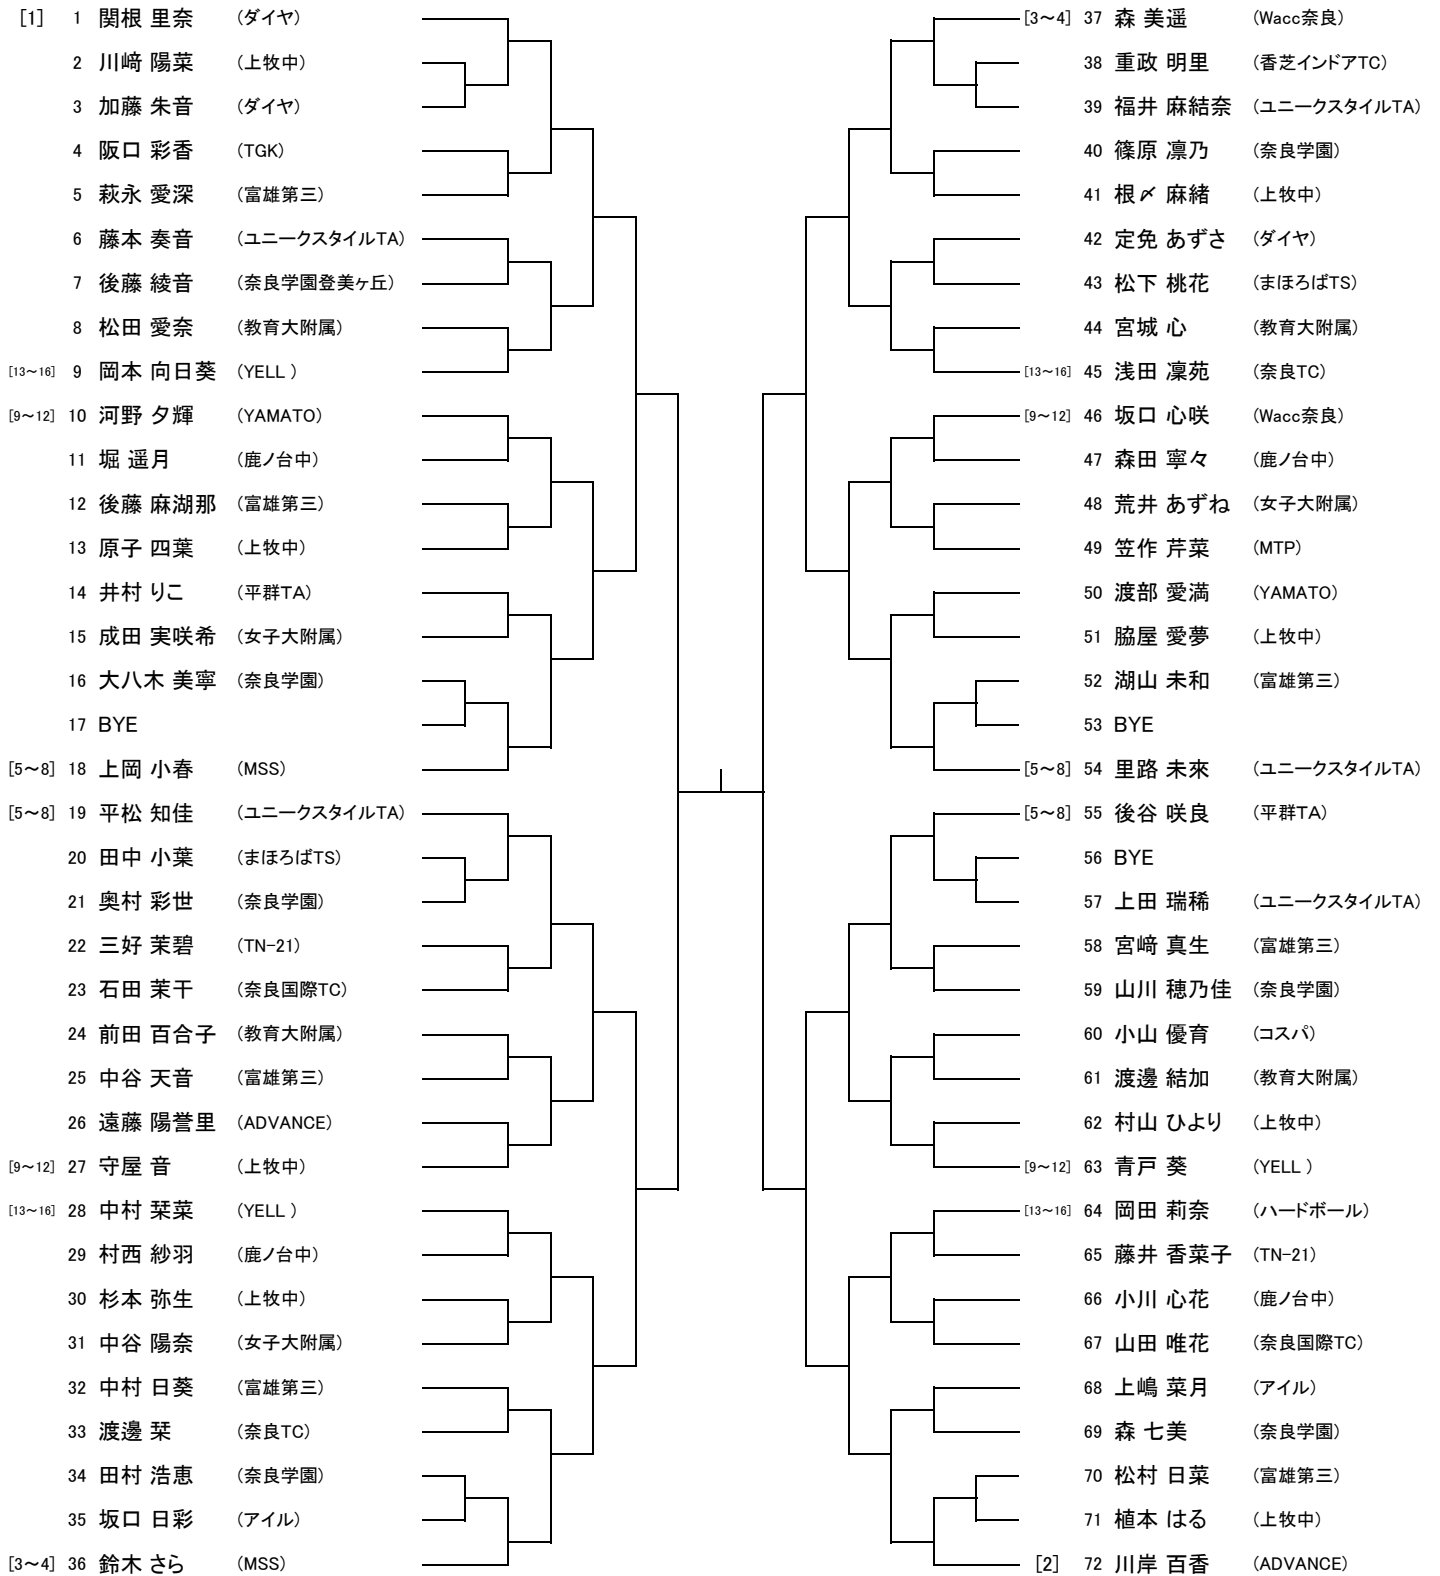 [1] 1 関根 里奈 (ダイヤ)
2 川﨑 陽菜 (上牧中)
3 加藤 朱音 (ダイヤ)
4 阪口 彩香 (TGK)
5 萩永 愛深 (富雄第三)
6 藤本 奏音 (ユニークスタイルTA)
7 後藤 綾音 (奈良学園登美ヶ丘)
8 松田 愛奈 (教育大附属)
[13～16] 9 岡本 向日葵 (YELL )
[9～12] 10 河野 夕輝 (YAMATO)
11 堀 遥月 (鹿ノ台中)
12 後藤 麻湖那 (富雄第三)
13 原子 四葉 (上牧中)
14 井村 りこ (平群TA)
15 成田 実咲希 (女子大附属)
16 大八木 美寧 (奈良学園)
17 BYE
[5～8] 18 上岡 小春 (MSS)
[5～8] 19 平松 知佳 (ユニークスタイルTA)
20 田中 小葉 (まほろばTS)
21 奥村 彩世 (奈良学園)
22 三好 茉碧 (TN-21)
23 石田 茉干 (奈良国際TC)
24 前田 百合子 (教育大附属)
25 中谷 天音 (富雄第三)
26 遠藤 陽誉里 (ADVANCE)
[9～12] 27 守屋 音 (上牧中)
[13～16] 28 中村 栞菜 (YELL )
29 村西 紗羽 (鹿ノ台中)
30 杉本 弥生 (上牧中)
31 中谷 陽奈 (女子大附属)
32 中村 日葵 (富雄第三)
33 渡邊 栞 (奈良TC)
34 田村 浩恵 (奈良学園)
35 坂口 日彩 (アイル)
[3～4] 36 鈴木 さら (MSS)
[3～4] 37 森 美遥 (Wacc奈良)
38 重政 明里 (香芝インドアTC)
39 福井 麻結奈 (ユニークスタイルTA)
40 篠原 凛乃 (奈良学園)
41 根〆 麻緒 (上牧中)
42 定免 あずさ (ダイヤ)
43 松下 桃花 (まほろばTS)
44 宮城 心 (教育大附属)
[13～16] 45 浅田 凜苑 (奈良TC)
[9～12] 46 坂口 心咲 (Wacc奈良)
47 森田 寧々 (鹿ノ台中)
48 荒井 あずね (女子大附属)
49 笠作 芹菜 (MTP)
50 渡部 愛満 (YAMATO)
51 脇屋 愛夢 (上牧中)
52 湖山 未和 (富雄第三)
53 BYE
[5～8] 54 里路 未來 (ユニークスタイルTA)
[5～8] 55 後谷 咲良 (平群TA)
56 BYE
57 上田 瑞稀 (ユニークスタイルTA)
58 宮﨑 真生 (富雄第三)
59 山川 穂乃佳 (奈良学園)
60 小山 優育 (コスパ)
61 渡邊 結加 (教育大附属)
62 村山 ひより (上牧中)
[9～12] 63 青戸 葵 (YELL )
[13～16] 64 岡田 莉奈 (ハードボール)
65 藤井 香菜子 (TN-21)
66 小川 心花 (鹿ノ台中)
67 山田 唯花 (奈良国際TC)
68 上嶋 菜月 (アイル)
69 森 七美 (奈良学園)
70 松村 日菜 (富雄第三)
71 植本 はる (上牧中)
[2] 72 川岸 百香 (ADVANCE)